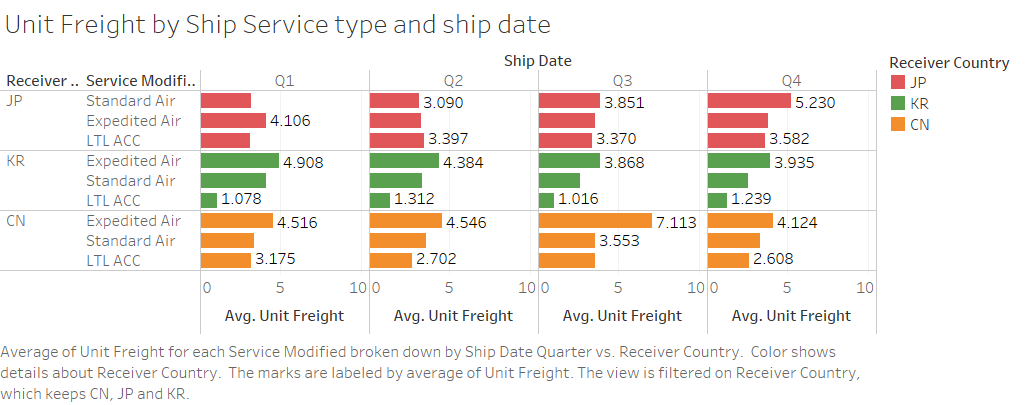 Unit Freight by Ship Service type and ship date
Ship Date
Receiver .. Service Modifi.. Q1 Q2 Q3 Q4
JP Standard Air 3.090 3.851 5.230
Expedited Air 4.106
LTL ACC 3.397 3.370 3.582
KR Expedited Air 4.908 4.384 3.868 3.935
Standard Air
LTL ACC 1.078 1.312 1.016 1.239
CN Expedited Air 4.516 4.546 7.113 4.124
Standard Air 3.553
LTL ACC 3.175 2.702 2.608
0 5 10 0 5 10 0 5 10 0 5 10
Avg. Unit Freight Avg. Unit Freight Avg. Unit Freight Avg. Unit Freight
Receiver Country
JP
KR
CN
Average of Unit Freight for each Service Modified broken down by Ship Date Quarter vs. Receiver Country.  Color shows
details about Receiver Country.  The marks are labeled by average of Unit Freight. The view is filtered on Receiver Country,
which keeps CN, JP and KR.